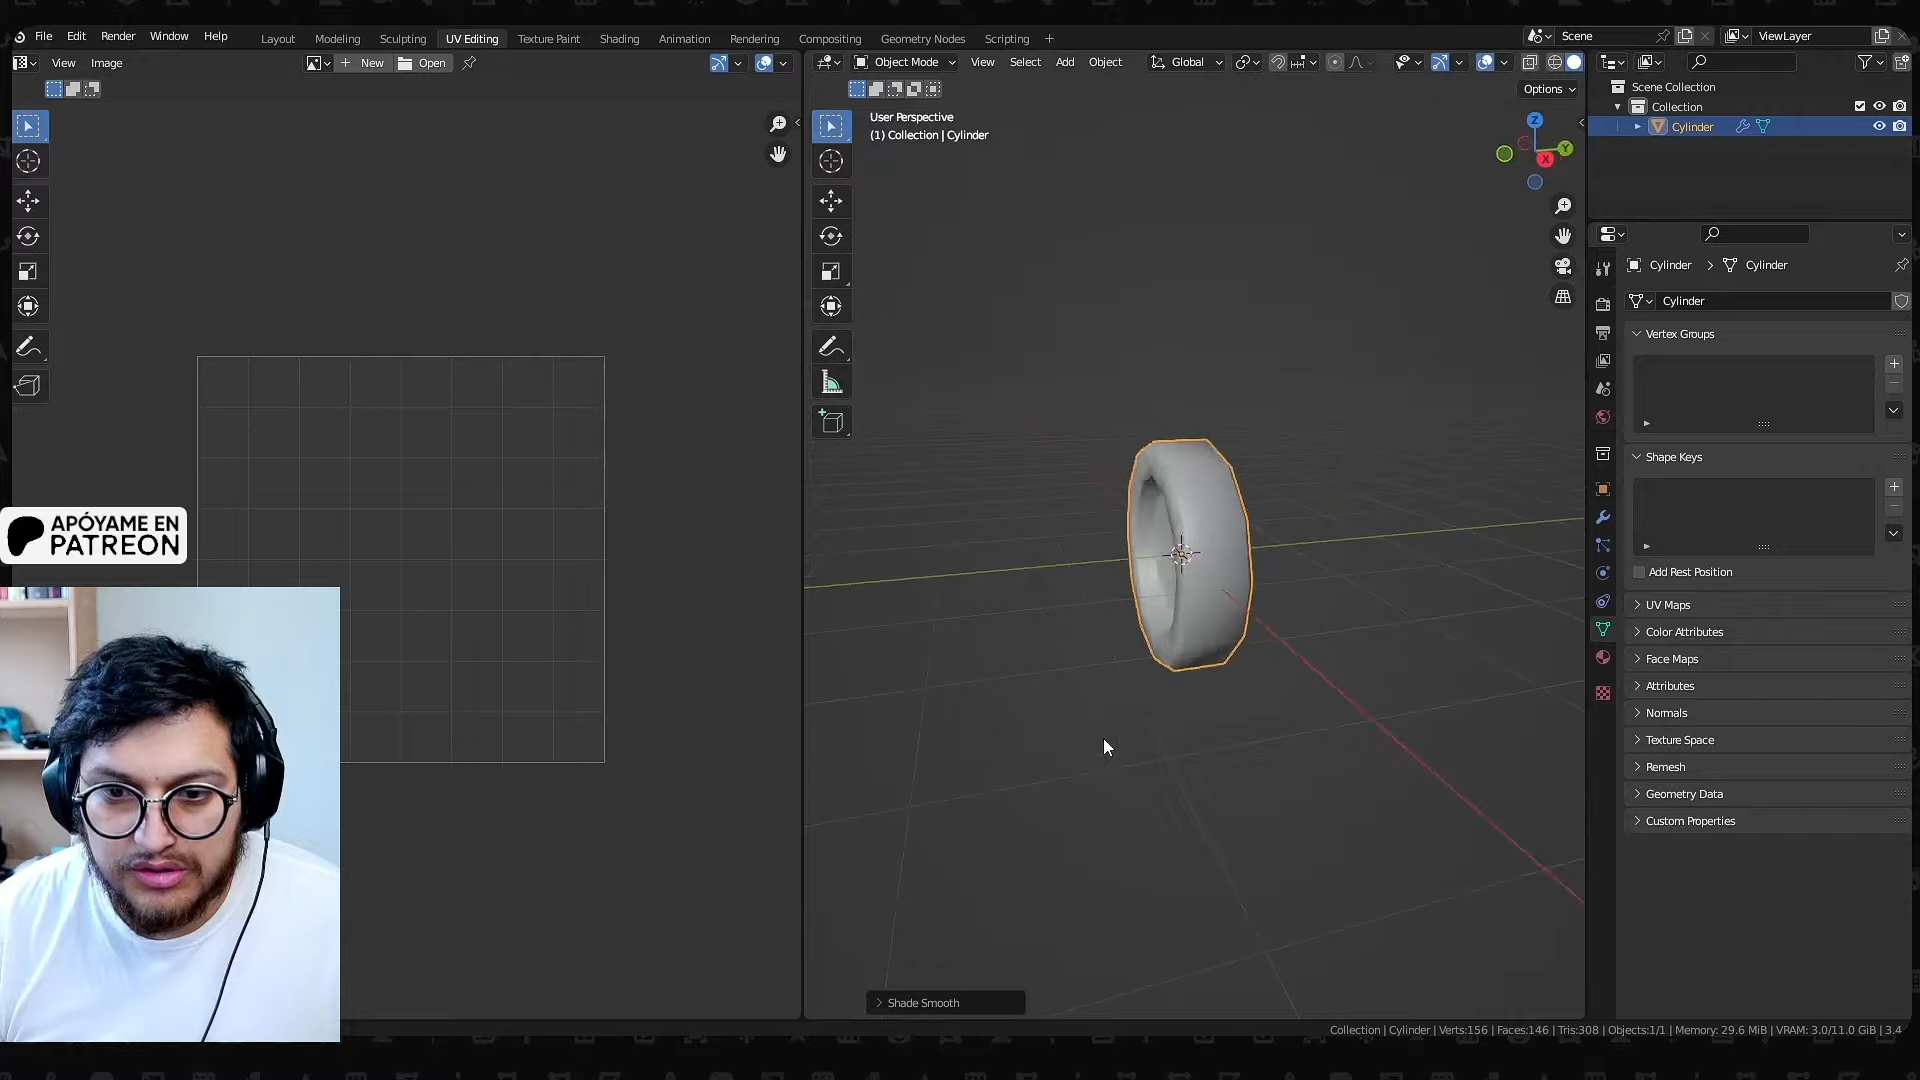 File Edit Render Window Help
Layout Modeling Sculpting UV Editing Texture Paint Shading Animation Rendering Compositing Geometry Nodes Scripting
Scene
ViewLayer
View Image
New
Open
Object Mode
View Select Add Object
Global
Options
User Perspective
(1) Collection | Cylinder
Z
Y
X
Scene Collection
Collection
Cylinder
Cylinder > Cylinder
Cylinder
Vertex Groups
Shape Keys
Add Rest Position
UV Maps
Color Attributes
Face Maps
Attributes
Normals
Texture Space
Remesh
Geometry Data
Custom Properties
APÓYAME EN
PATREON
Shade Smooth
Collection | Cylinder | Verts:156 | Faces:146 | Tris:308 | Objects:1/1 | Memory: 29.6 MiB | VRAM: 3.0/11.0 GiB | 3.4